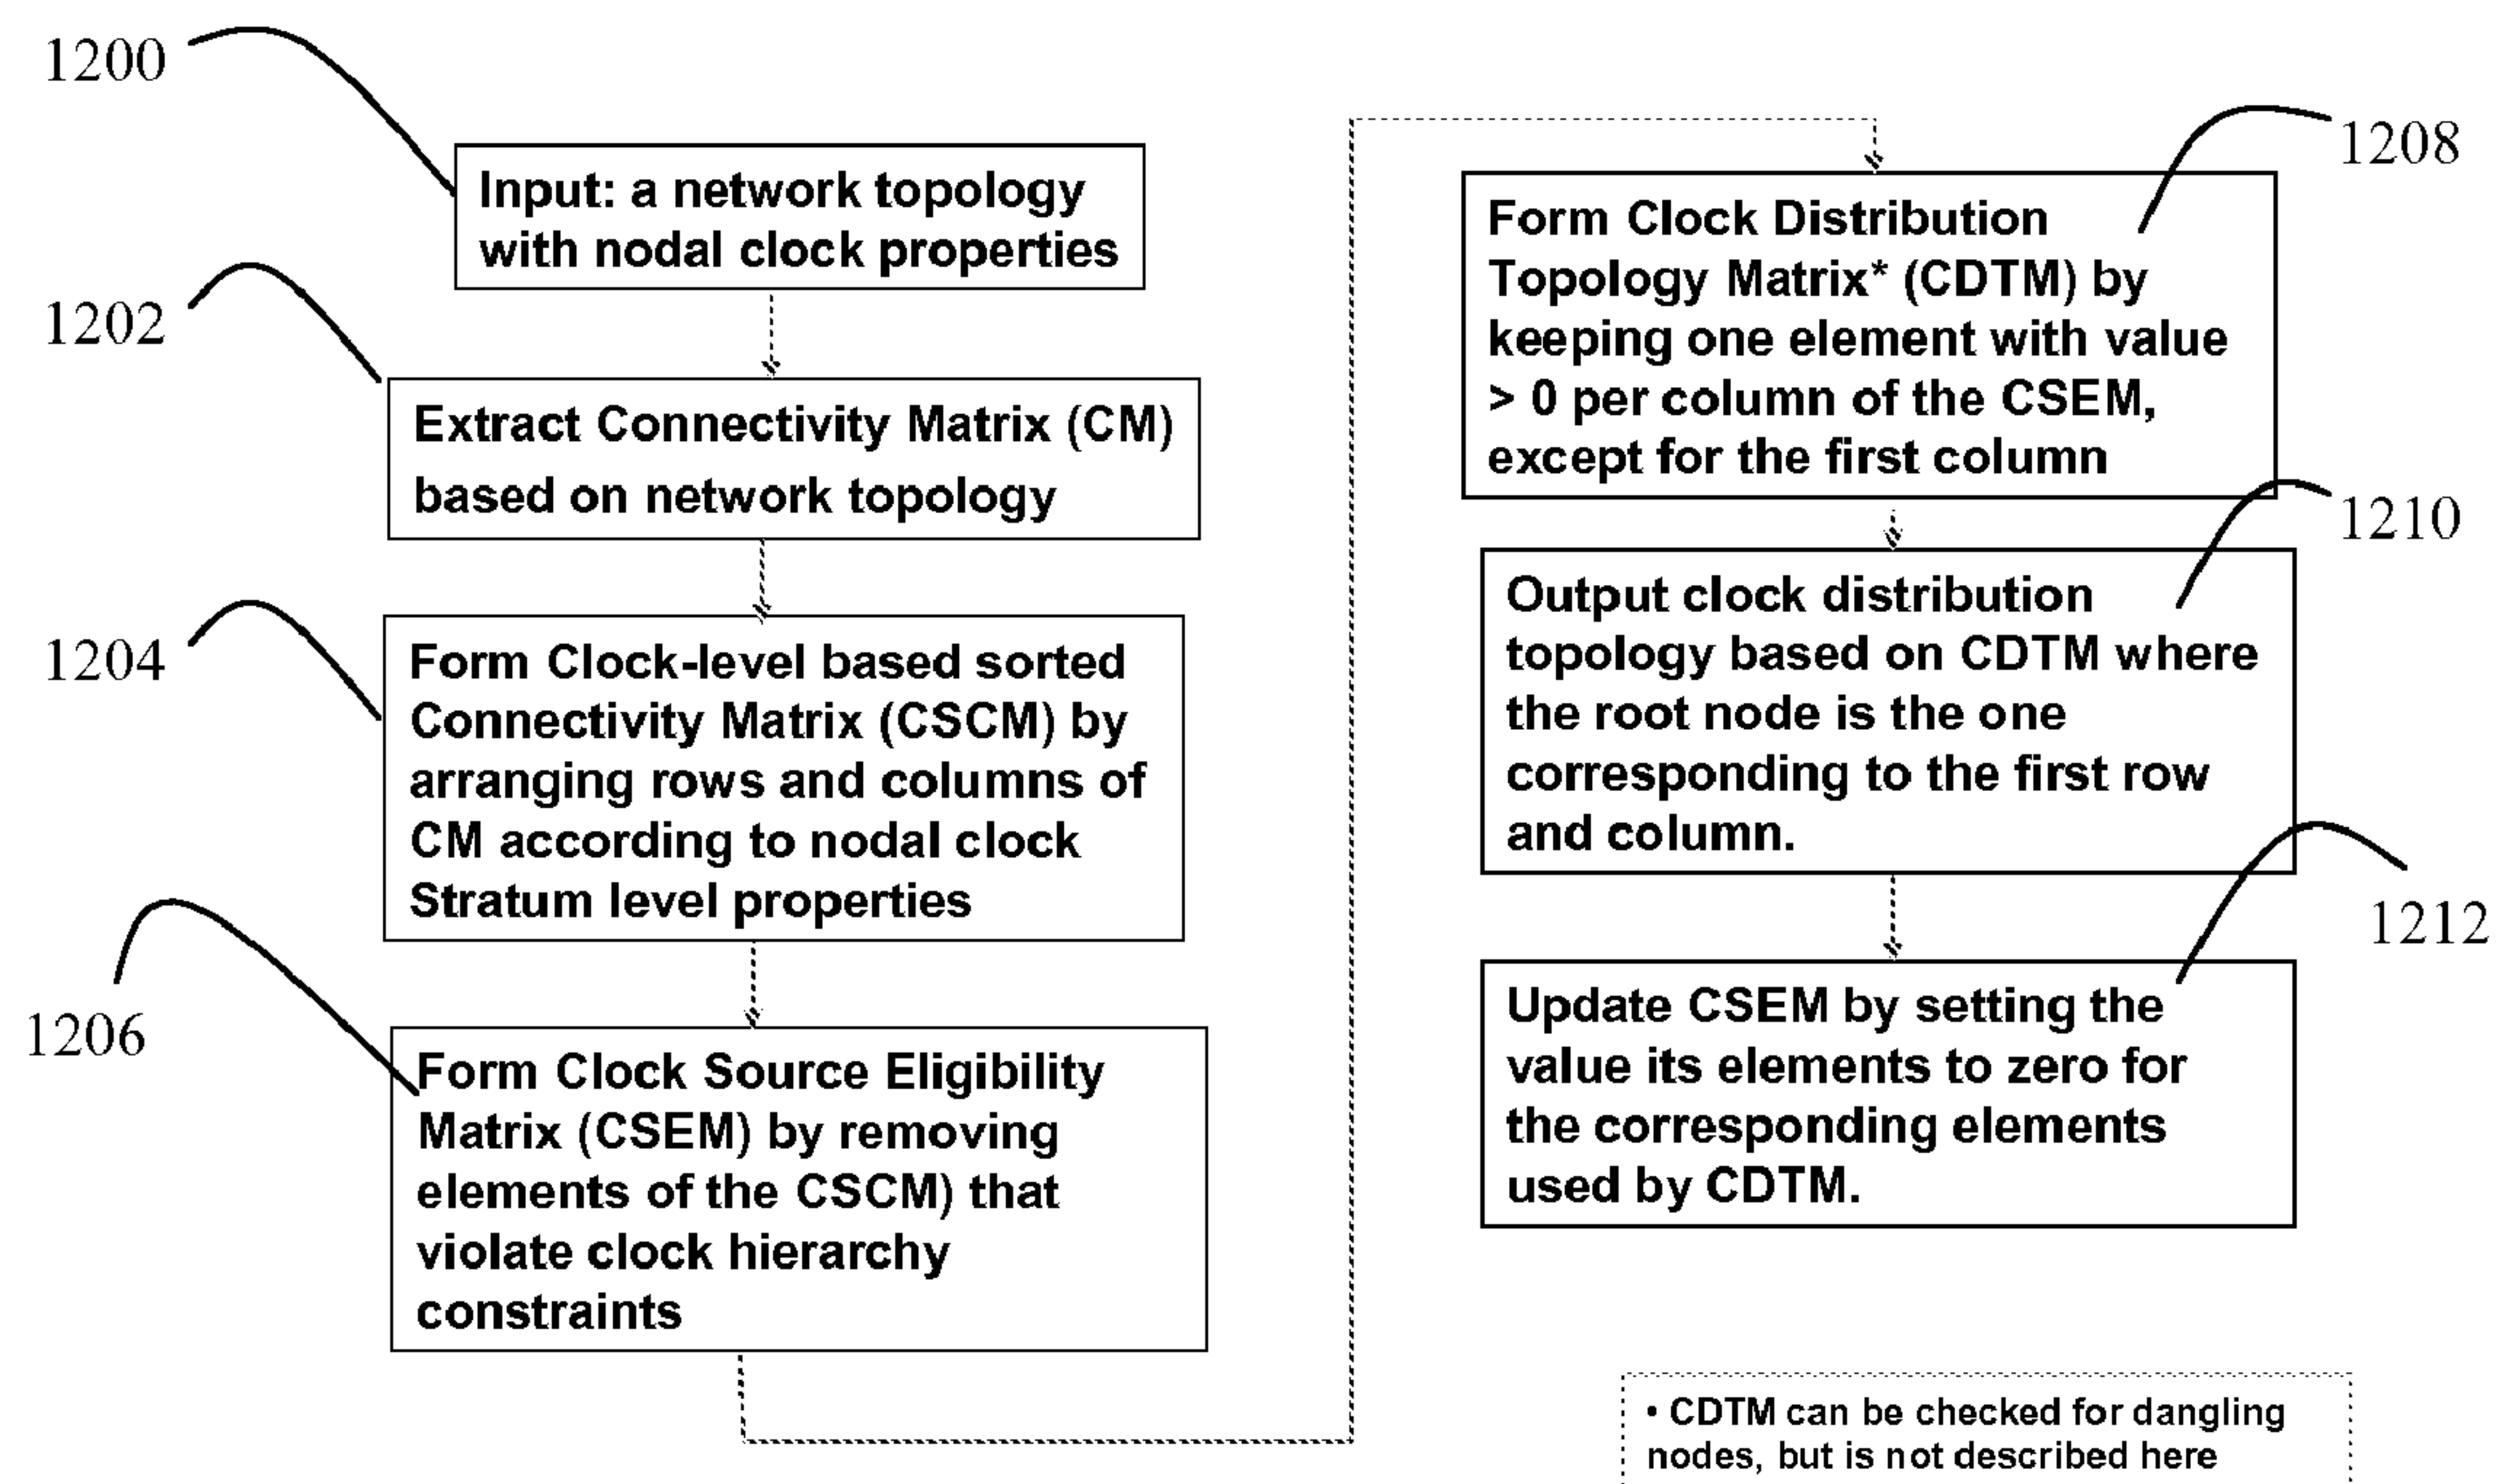 1200
Input: a network topology
with nodal clock properties
1202
Extract Connectivity Matrix (CM)
based on network topology
1204
Form Clock-level based sorted
Connectivity Matrix (CSCM) by
arranging rows and columns of
CM according to nodal clock
Stratum level properties
1206
Form Clock Source Eligibility
Matrix (CSEM) by removing
elements of the CSCM) that
violate clock hierarchy
constraints
1208
Form Clock Distribution
Topology Matrix* (CDTM) by
keeping one element with value
> 0 per column of the CSEM,
except for the first column
1210
Output clock distribution
topology based on CDTM where
the root node is the one
corresponding to the first row
and column.
1212
Update CSEM by setting the
value its elements to zero for
the corresponding elements
used by CDTM.
• CDTM can be checked for dangling
nodes, but is not described here